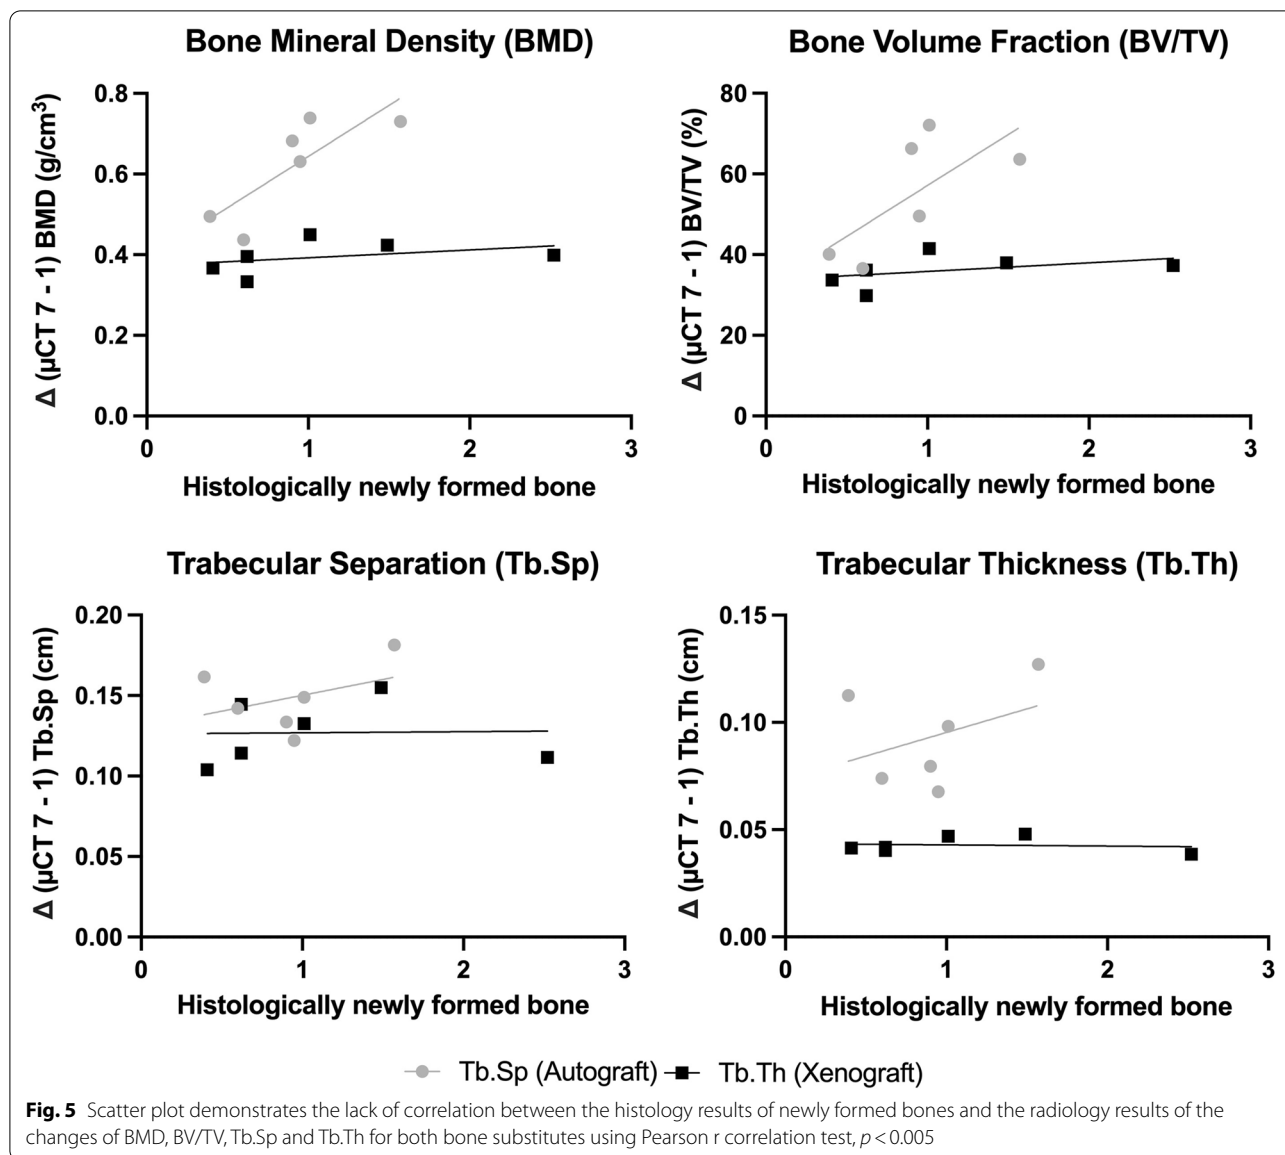 Bone Mineral Density (BMD)
Δ (µCT 7 - 1) BMD (g/cm³)
0.8
0.6
0.4
0.2
0.0
0 1 2 3
Histologically newly formed bone
Bone Volume Fraction (BV/TV)
Δ (µCT 7 - 1) BV/TV (%)
80
60
40
20
0
0 1 2 3
Histologically newly formed bone
Trabecular Separation (Tb.Sp)
Δ (µCT 7 - 1) Tb.Sp (cm)
0.20
0.15
0.10
0.05
0.00
0 1 2 3
Histologically newly formed bone
Trabecular Thickness (Tb.Th)
Δ (µCT 7 - 1) Tb.Th (cm)
0.15
0.10
0.05
0.00
0 1 2 3
Histologically newly formed bone
Tb.Sp (Autograft) Tb.Th (Xenograft)
Fig. 5 Scatter plot demonstrates the lack of correlation between the histology results of newly formed bones and the radiology results of the
changes of BMD, BV/TV, Tb.Sp and Tb.Th for both bone substitutes using Pearson r correlation test, p < 0.005